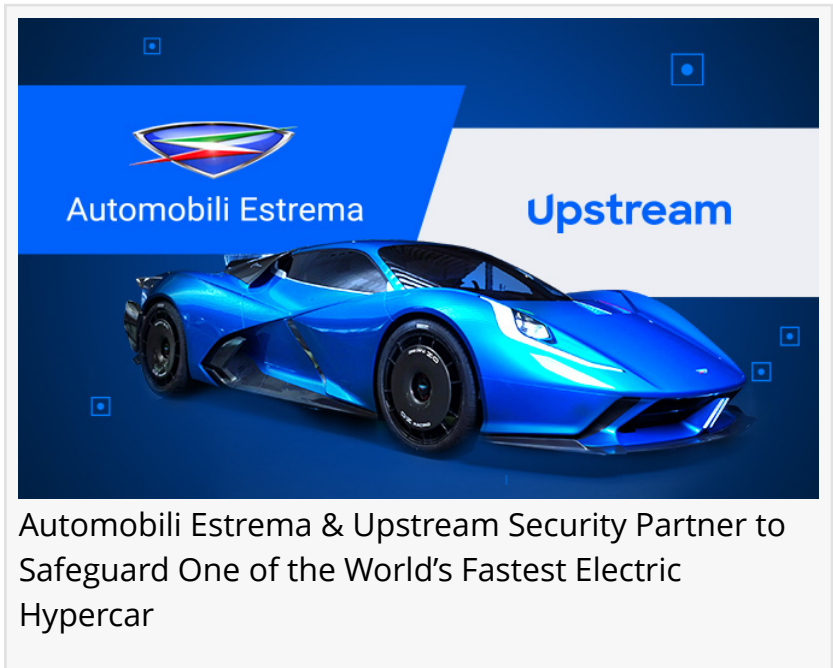 Automobili Estrema
Upstream
Automobili Estrema & Upstream Security Partner to
Safeguard One of the World’s Fastest Electric
Hypercar